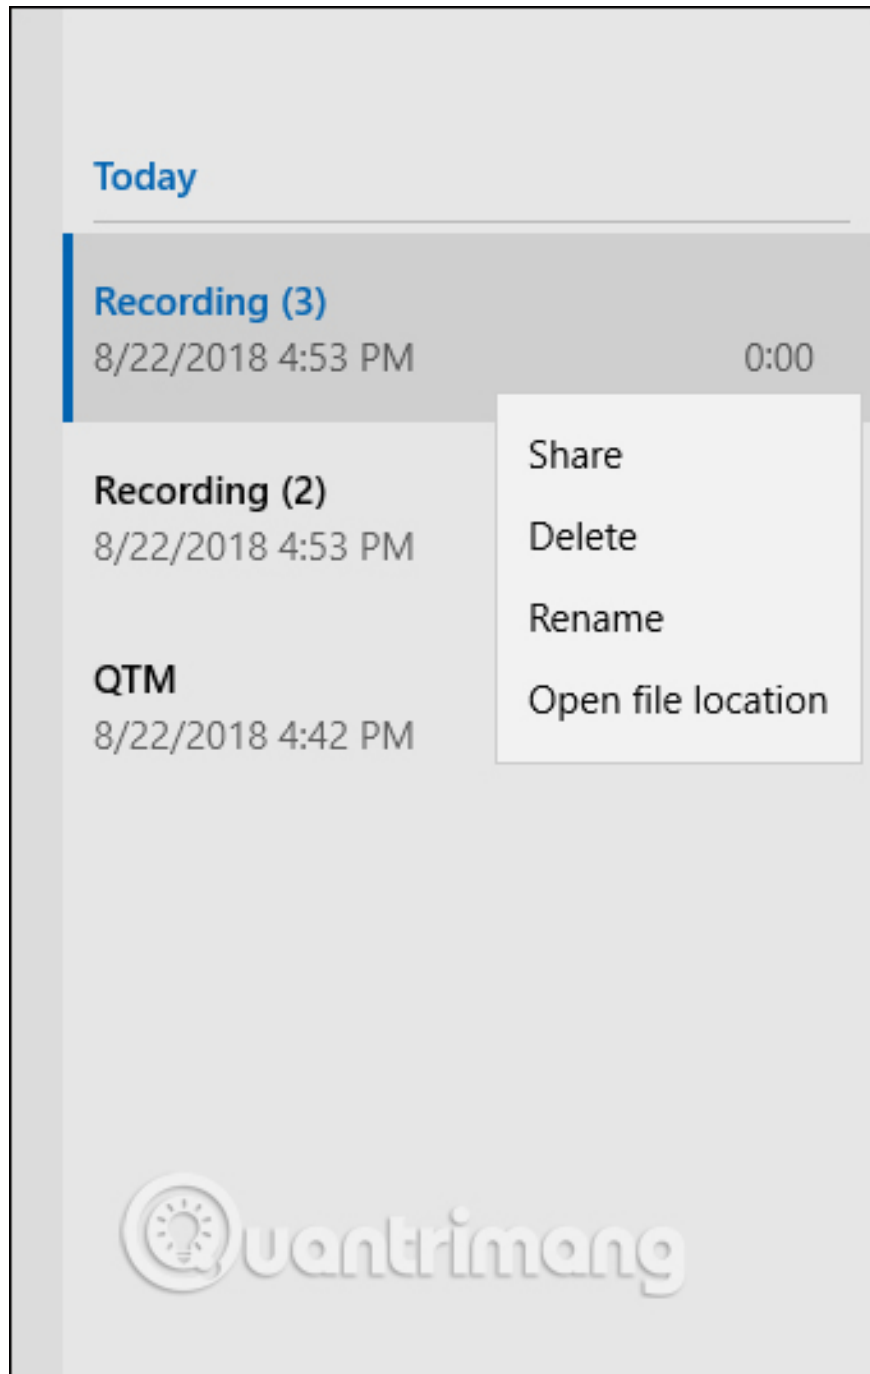 Today
Recording (3)
8/22/2018 4:53 PM 0:00
Share
Delete
Rename
Open file location
Recording (2)
8/22/2018 4:53 PM
QTM
8/22/2018 4:42 PM
Quantrimang